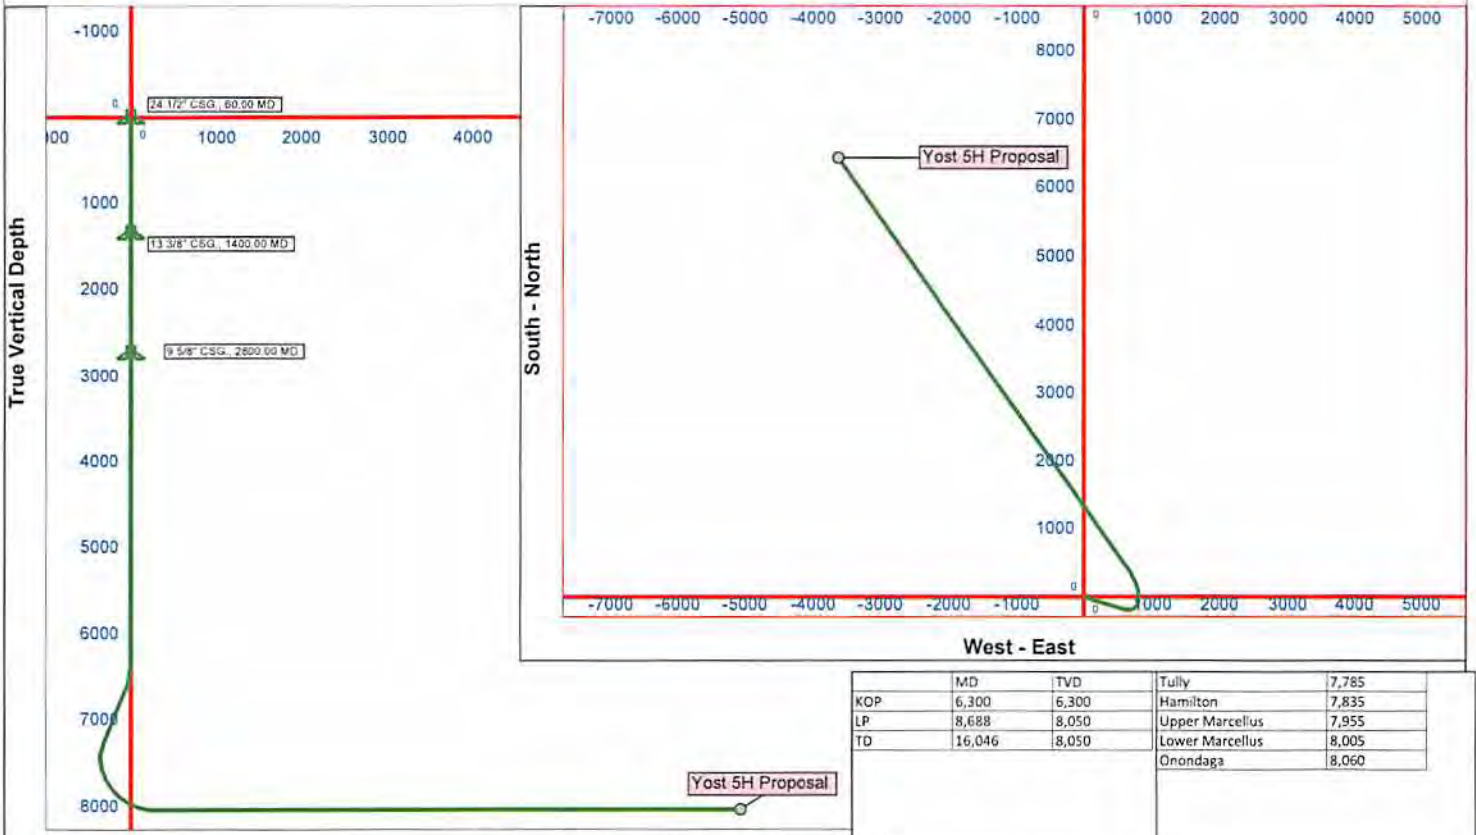 -1000
0
24 1/2" CSG., 60.00 MD
0 1000 2000 3000 4000
1000
13 3/8" CSG., 1400.00 MD
2000
9 5/8" CSG., 2800.00 MD
3000
4000
5000
6000
7000
8000
True Vertical Depth
Yost 5H Proposal
-7000 -6000 -5000 -4000 -3000 -2000 -1000 0 1000 2000 3000 4000 5000
8000
7000
Yost 5H Proposal
6000
5000
4000
3000
2000
1000
0
-7000 -6000 -5000 -4000 -3000 -2000 -1000 0 1000 2000 3000 4000 5000
South - North
West - East
MD TVD Tully 7,785
KOP 6,300 6,300 Hamilton 7,835
LP 8,688 8,050 Upper Marcellus 7,955
TD 16,046 8,050 Lower Marcellus 8,005
Onondaga 8,060